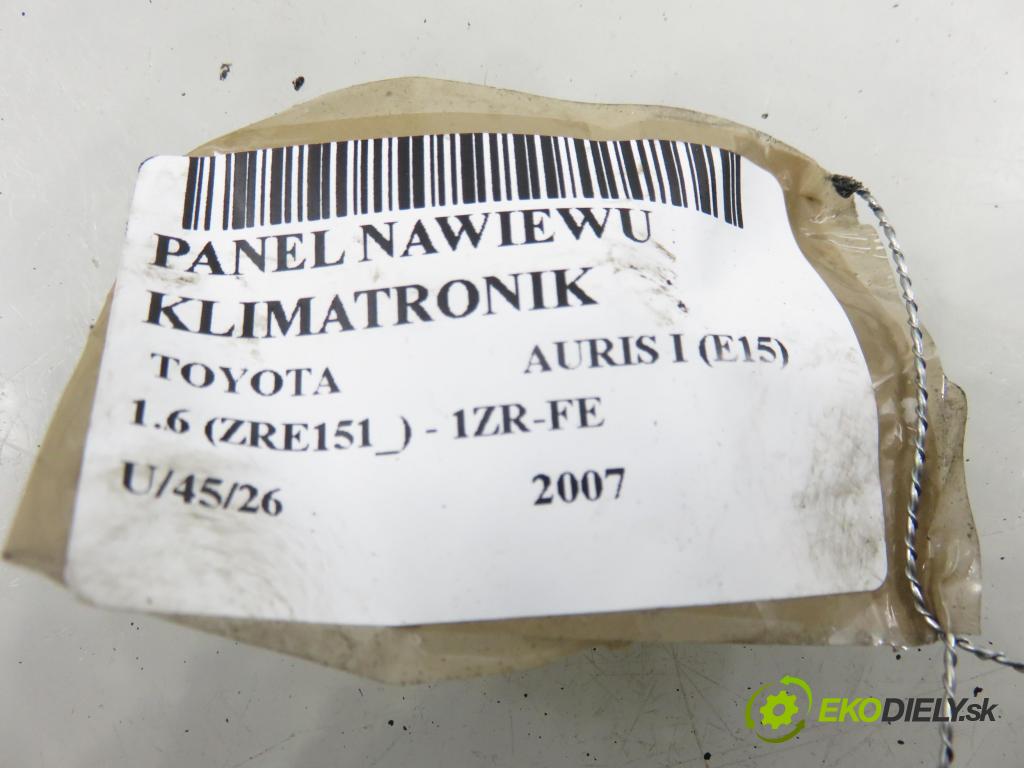 PANEL NAWIEWU
KLIMATRONIK
TOYOTA AURIS I (E15)
1.6 (ZRE151_) - 1ZR-FE
U/45/26 2007
EKODIELY.sk